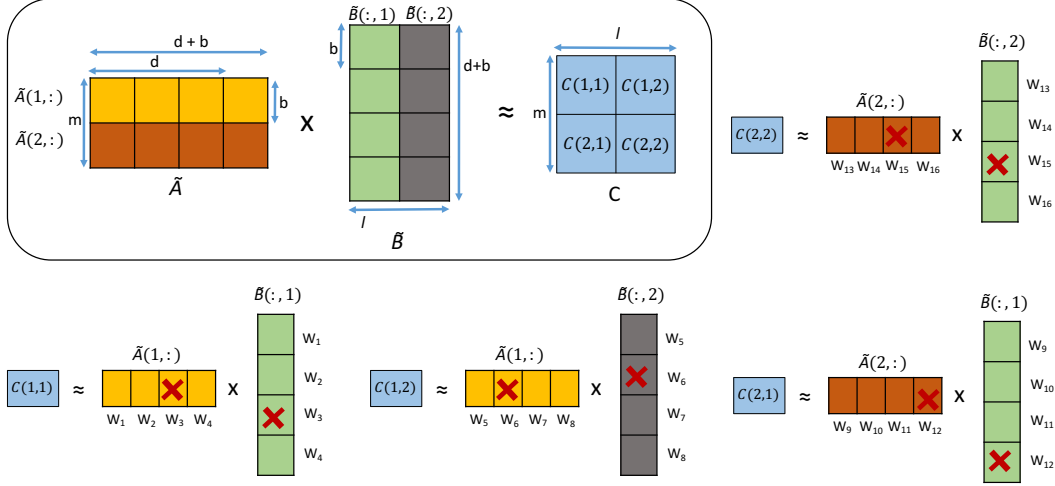 d + b
d
Ã(1,:)
Ã(2,:)
m
b
Ã
X
B̃(:,1) B̃(:,2)
b
d+b
l
B̃
≈
l
m
C(1,1) C(1,2)
C(2,1) C(2,2)
C
B̃(:,2)
C(2,2) ≈ Ã(2,:) X
W₁₃ W₁₄ W₁₅ W₁₆
W₁₃
W₁₄
W₁₅
W₁₆
B̃(:,1)
C(1,1) ≈ Ã(1,:) X
W₁ W₂ W₃ W₄
W₁
W₂
W₃
W₄
B̃(:,2)
C(1,2) ≈ Ã(1,:) X
W₅ W₆ W₇ W₈
W₅
W₆
W₇
W₈
B̃(:,1)
C(2,1) ≈ Ã(2,:) X
W₉ W₁₀ W₁₁ W₁₂
W₉
W₁₀
W₁₁
W₁₂